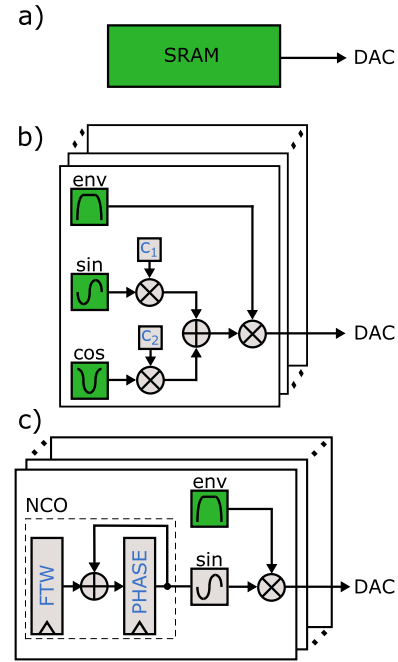 a)
SRAM
DAC
b)
env
C1
sin
C2
cos
DAC
c)
env
NCO
sin
FTW
PHASE
DAC